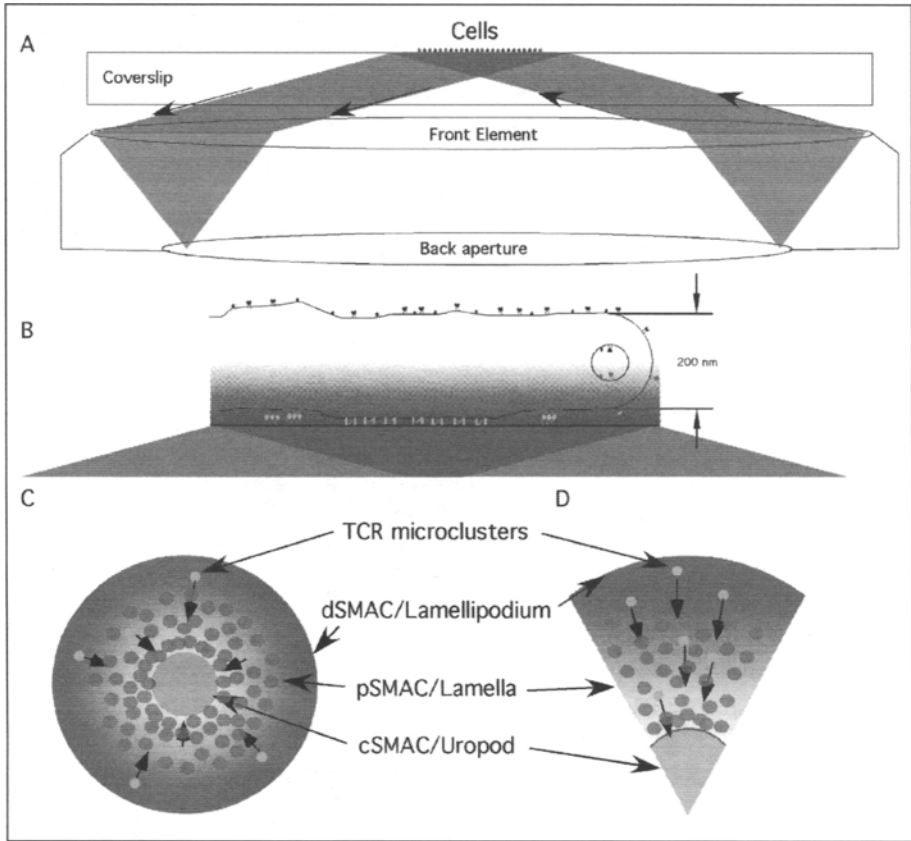 A
Cells
Coverslip
Front Element
Back aperture
B
200 nm
C
D
TCR microclusters
dSMAC/Lamellipodium
pSMAC/Lamella
cSMAC/Uropod